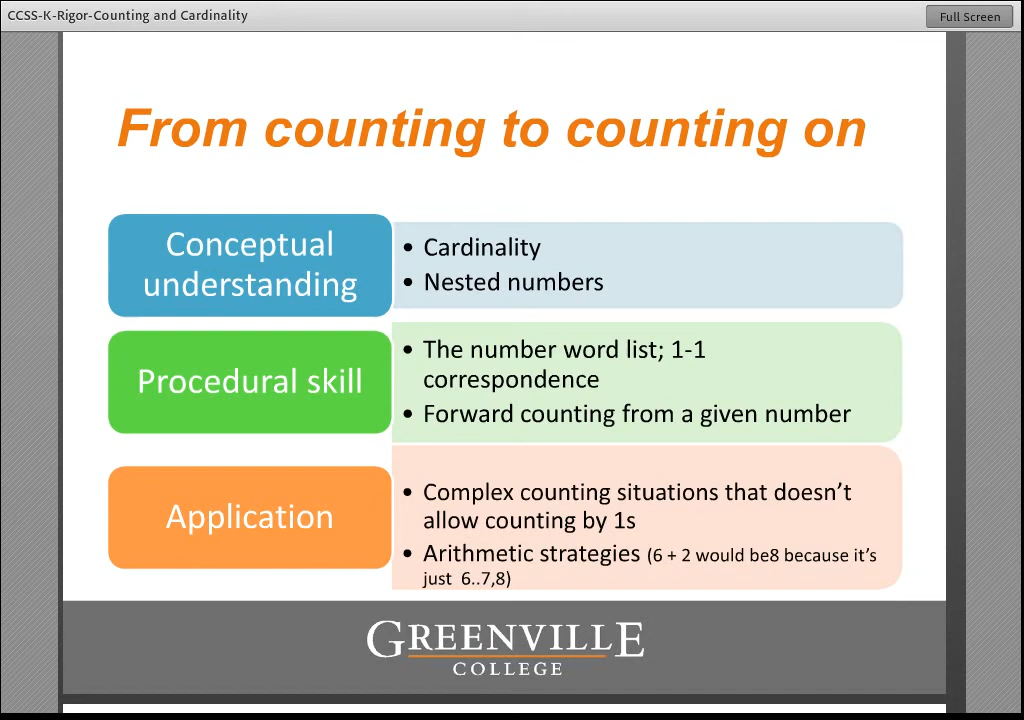 CCSS-K-Rigor-Counting and Cardinality
Full Screen
From counting to counting on
Conceptual
understanding
• Cardinality
• Nested numbers
Procedural skill
• The number word list; 1-1
correspondence
• Forward counting from a given number
Application
• Complex counting situations that doesn’t
allow counting by 1s
• Arithmetic strategies (6 + 2 would be8 because it’s
just 6..7,8)
GREENVILLE
COLLEGE